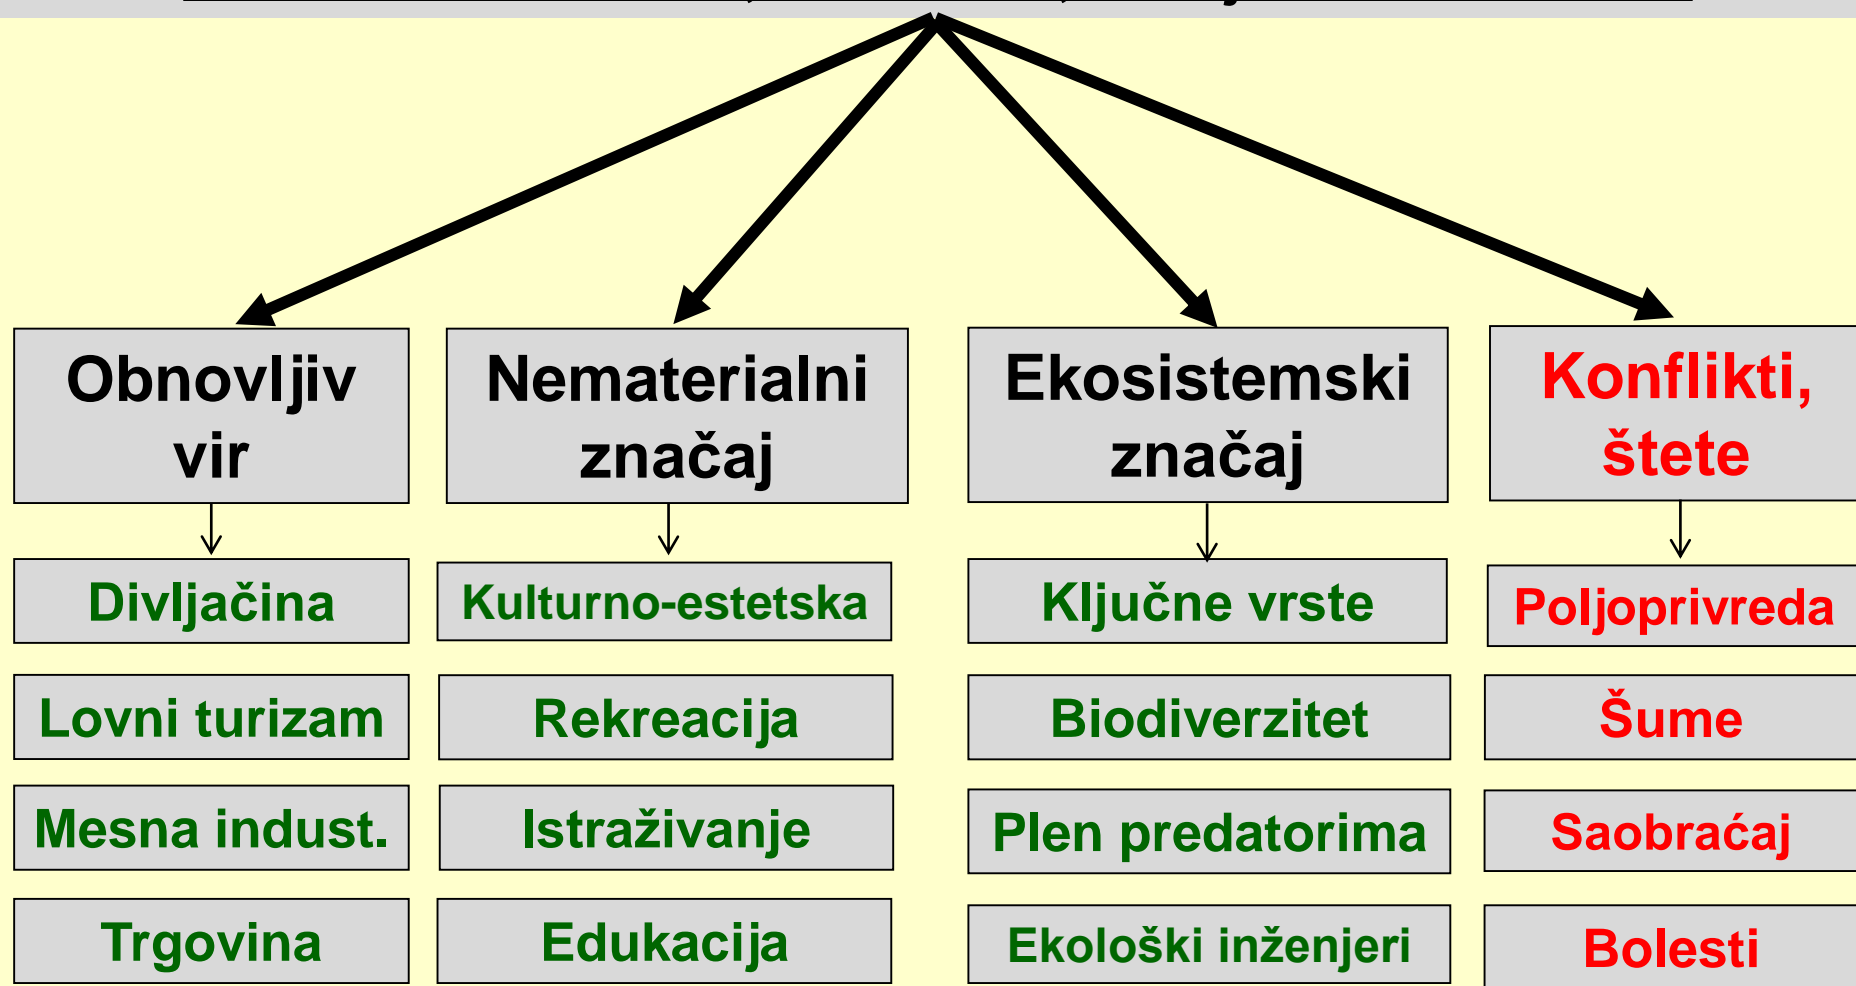 Obnovljiv
vir
Nematerialni
značaj
Ekosistemski
značaj
Konflikti,
štete
Divljačina
Kulturno-estetska
Ključne vrste
Poljoprivreda
Lovni turizam
Rekreacija
Biodiverzitet
Šume
Mesna indust.
Istraživanje
Plen predatorima
Saobraćaj
Trgovina
Edukacija
Ekološki inženjeri
Bolesti